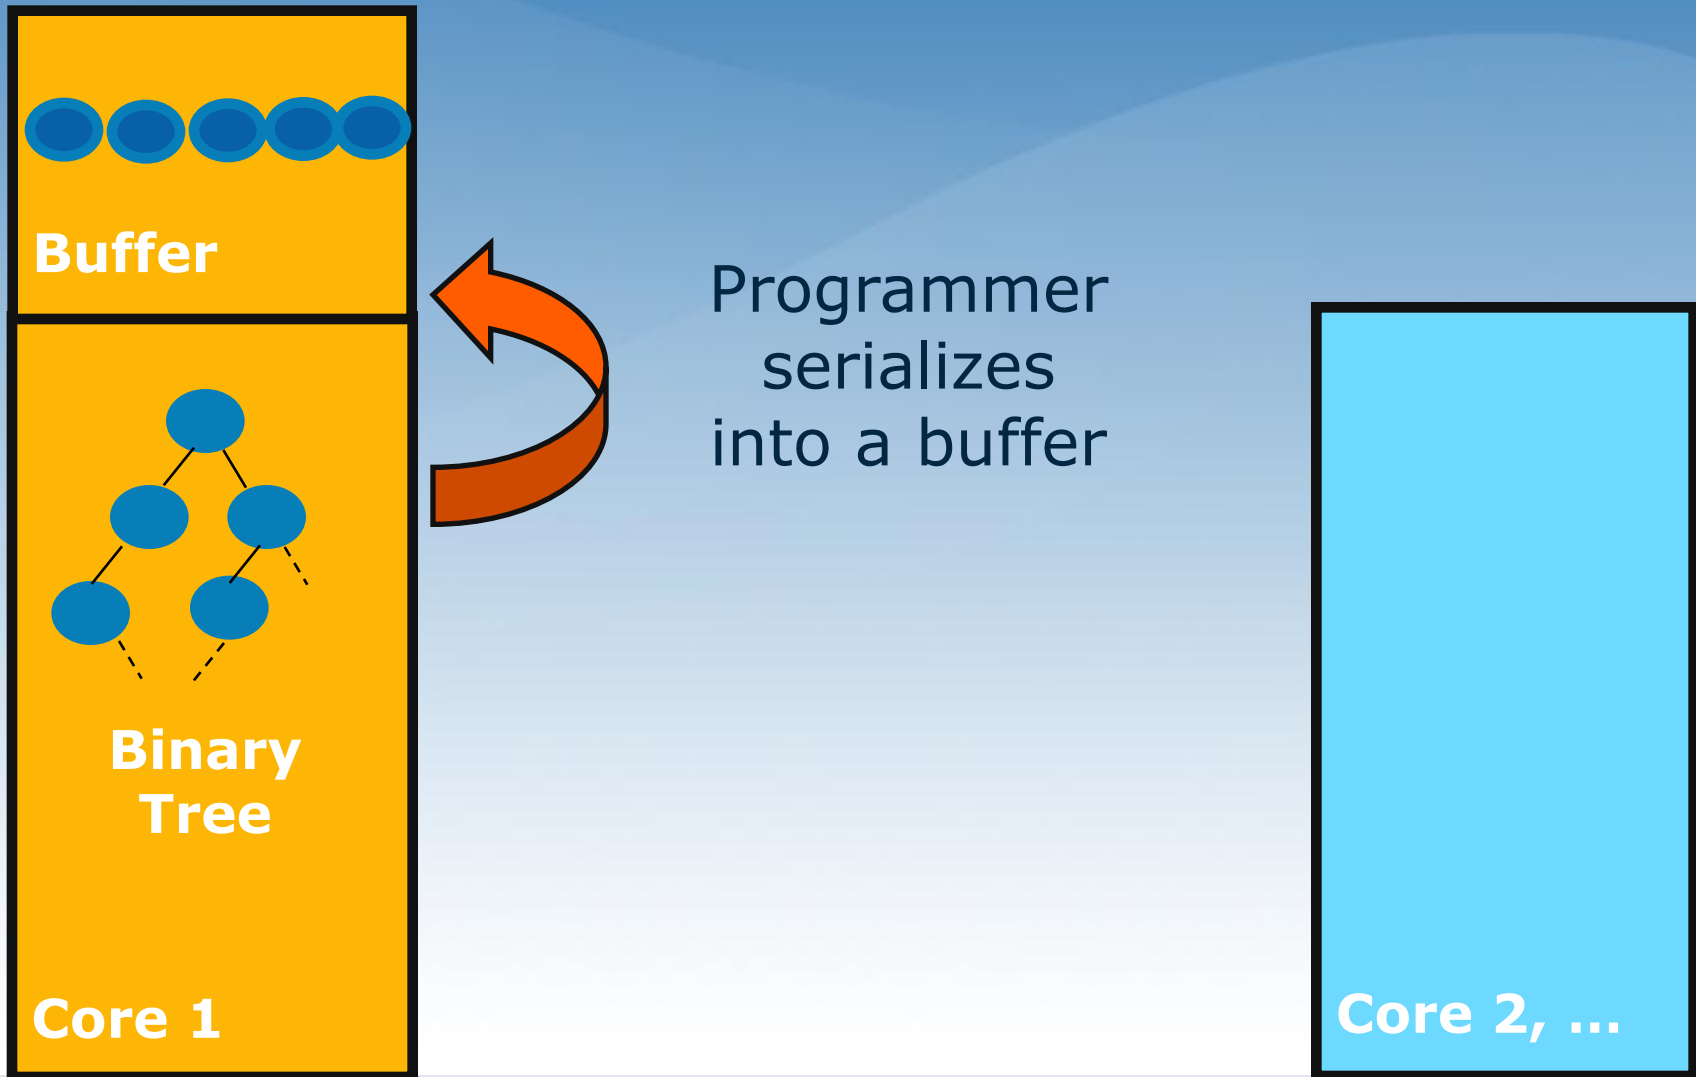 Buffer
Programmer
serializes
into a buffer
Binary
Tree
Core 1
Core 2, ...